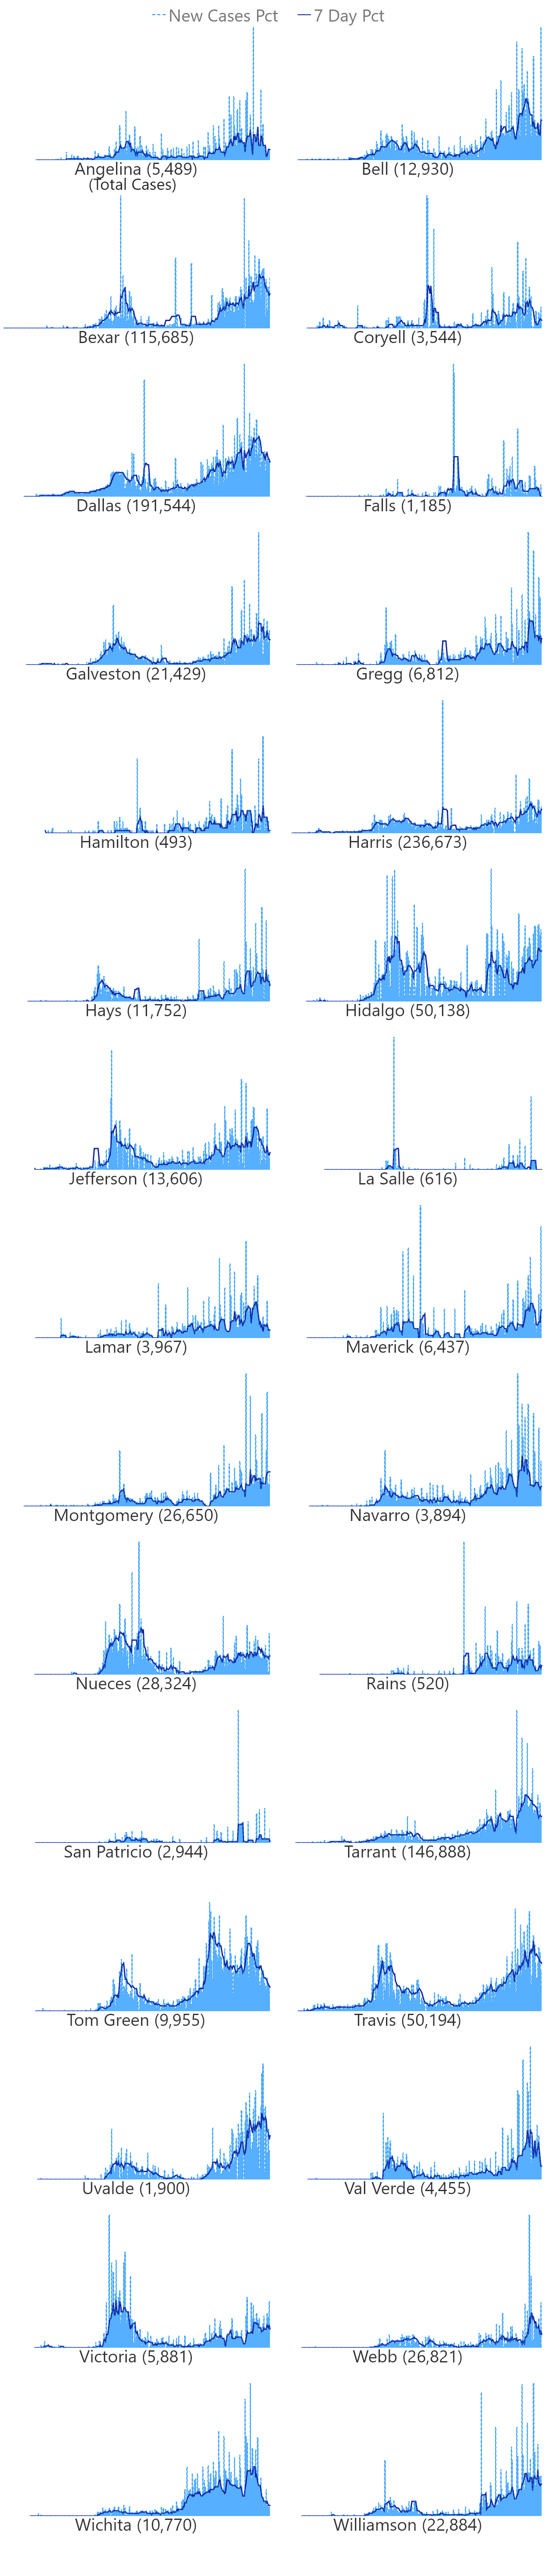 New Cases Pct 7 Day Pct
Angelina (5,489) Bell (12,930)
(Total Cases)
Bexar (115,685) Coryell (3,544)
Dallas (191,544) Falls (1,185)
Galveston (21,429) Gregg (6,812)
Hamilton (493) Harris (236,673)
Hays (11,752) Hidalgo (50,138)
Jefferson (13,606) La Salle (616)
Lamar (3,967) Maverick (6,437)
Montgomery (26,650) Navarro (3,894)
Nueces (28,324) Rains (520)
San Patricio (2,944) Tarrant (146,888)
Tom Green (9,955) Travis (50,194)
Uvalde (1,900) Val Verde (4,455)
Victoria (5,881) Webb (26,821)
Wichita (10,770) Williamson (22,884)